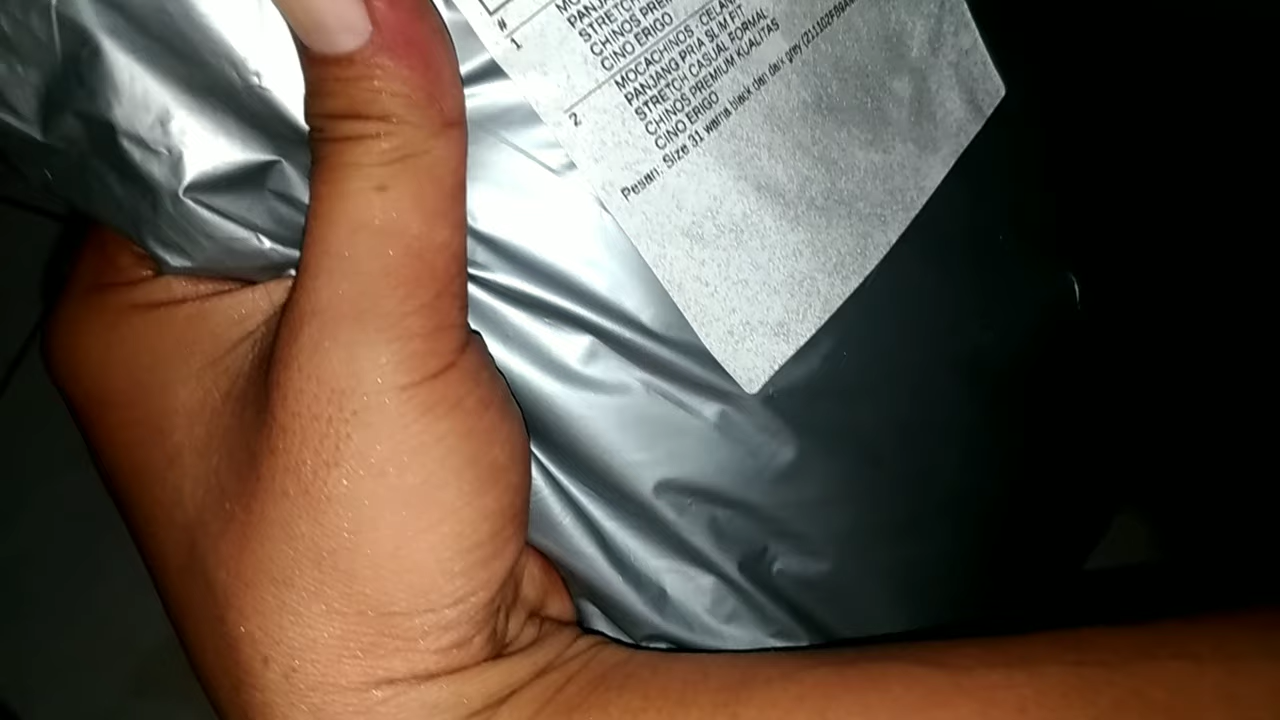 #
1
MO
PANJ
STRETC
CHINOS PREM
CINO ERIGO
2
MOCACHINOS - CELAN
PANJANG PRIA SLIM FIT
STRETCH CASUAL FORMAL
CHINOS PREMIUM KUALITAS
CINO ERIGO
Pesan: Size 31 warna black dan dark grey